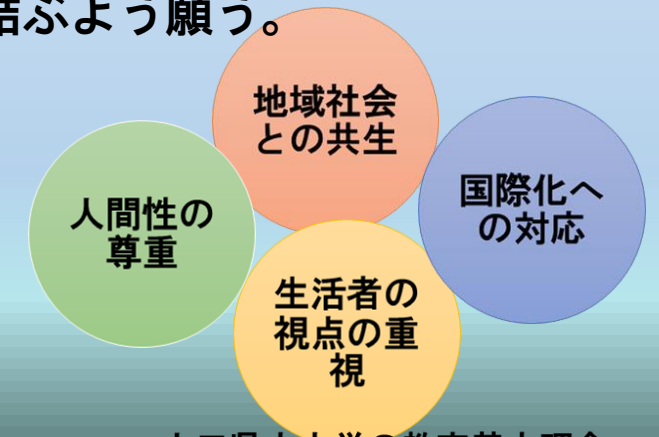 結ぶよう願う。
地域社会
との共生
国際化へ
の対応
人間性の
尊重
生活者の
視点の重
視